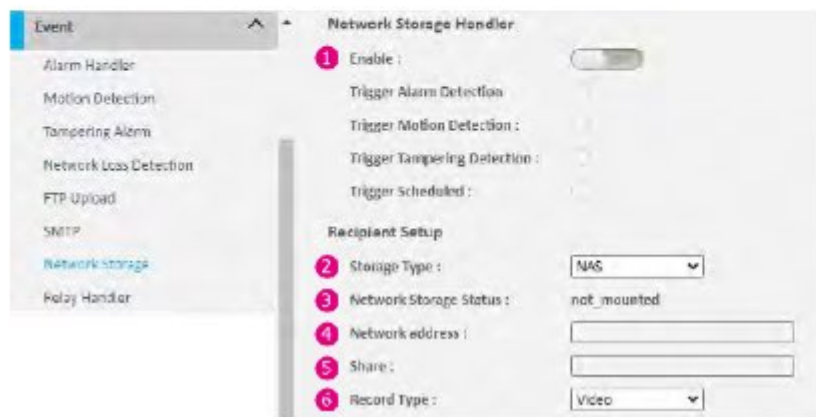 Event
Alarm Handler
Motion Detection
Tampering Alarm
Network Loss Detection
FTP Upload
SMTP
Network Storage
Relay Handler
Network Storage Handler
1 Enable :
Trigger Alarm Detection
Trigger Motion Detection :
Trigger Tampering Detection :
Trigger Scheduled :
Recipient Setup
2 Storage Type : NAS
3 Network Storage Status : not_mounted
4 Network address :
5 Share :
6 Record Type : Video